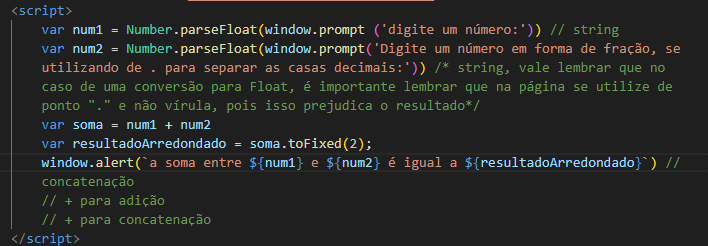 <script>
var num1 = Number.parseFloat(window.prompt ('digite um número:')) // string
var num2 = Number.parseFloat(window.prompt('Digite um número em forma de fração, se
utilizando de . para separar as casas decimais:')) /* string, vale lembrar que no
caso de uma conversão para Float, é importante lembrar que na página se utilize de
ponto "." e não vírula, pois isso prejudica o resultado*/
var soma = num1 + num2
var resultadoArredondado = soma.toFixed(2);
window.alert(`a soma entre ${num1} e ${num2} é igual a ${resultadoArredondado}`) //
concatenação
// + para adição
// + para concatenação
</script>